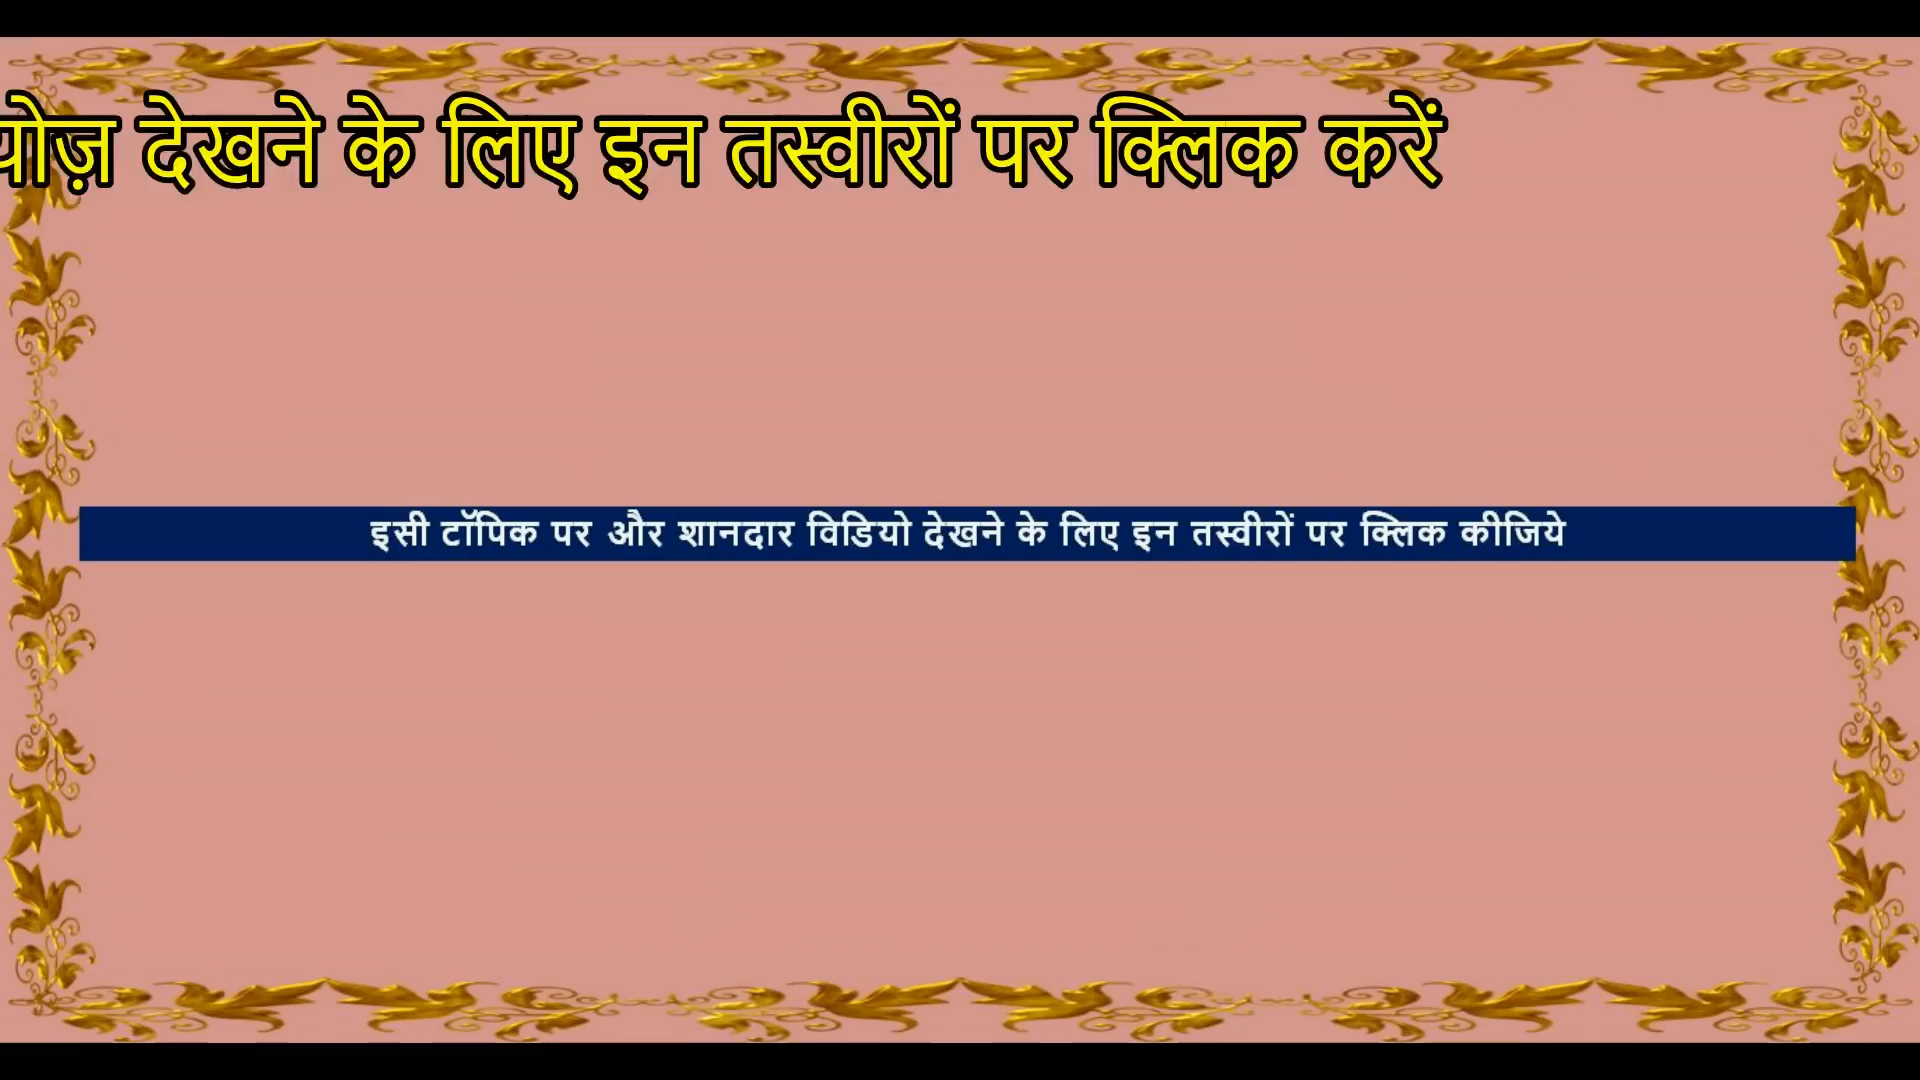 योज़ देखने के लिए इन तस्वीरों पर क्लिक करें
इसी टॉपिक पर और शानदार विडियो देखने के लिए इन तस्वीरों पर क्लिक कीजिये